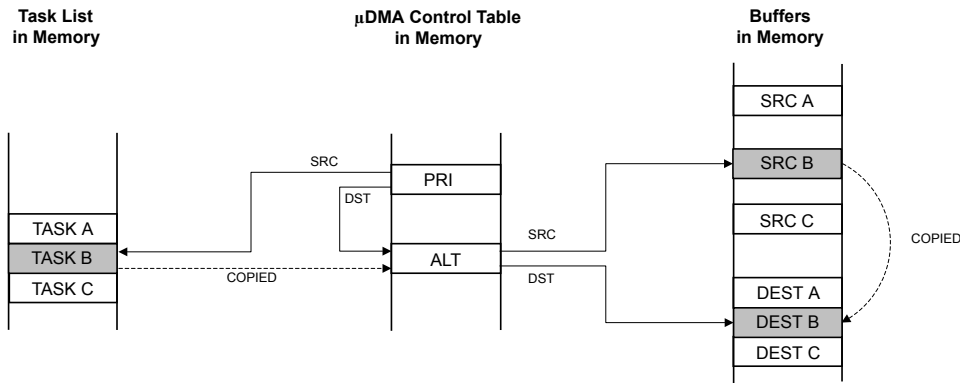 Task List
in Memory
µDMA Control Table
in Memory
Buffers
in Memory
SRC A
SRC
SRC B
PRI
DST
TASK A
SRC C
SRC
COPIED
TASK B
ALT
COPIED
DST
TASK C
DEST A
DEST B
DEST C